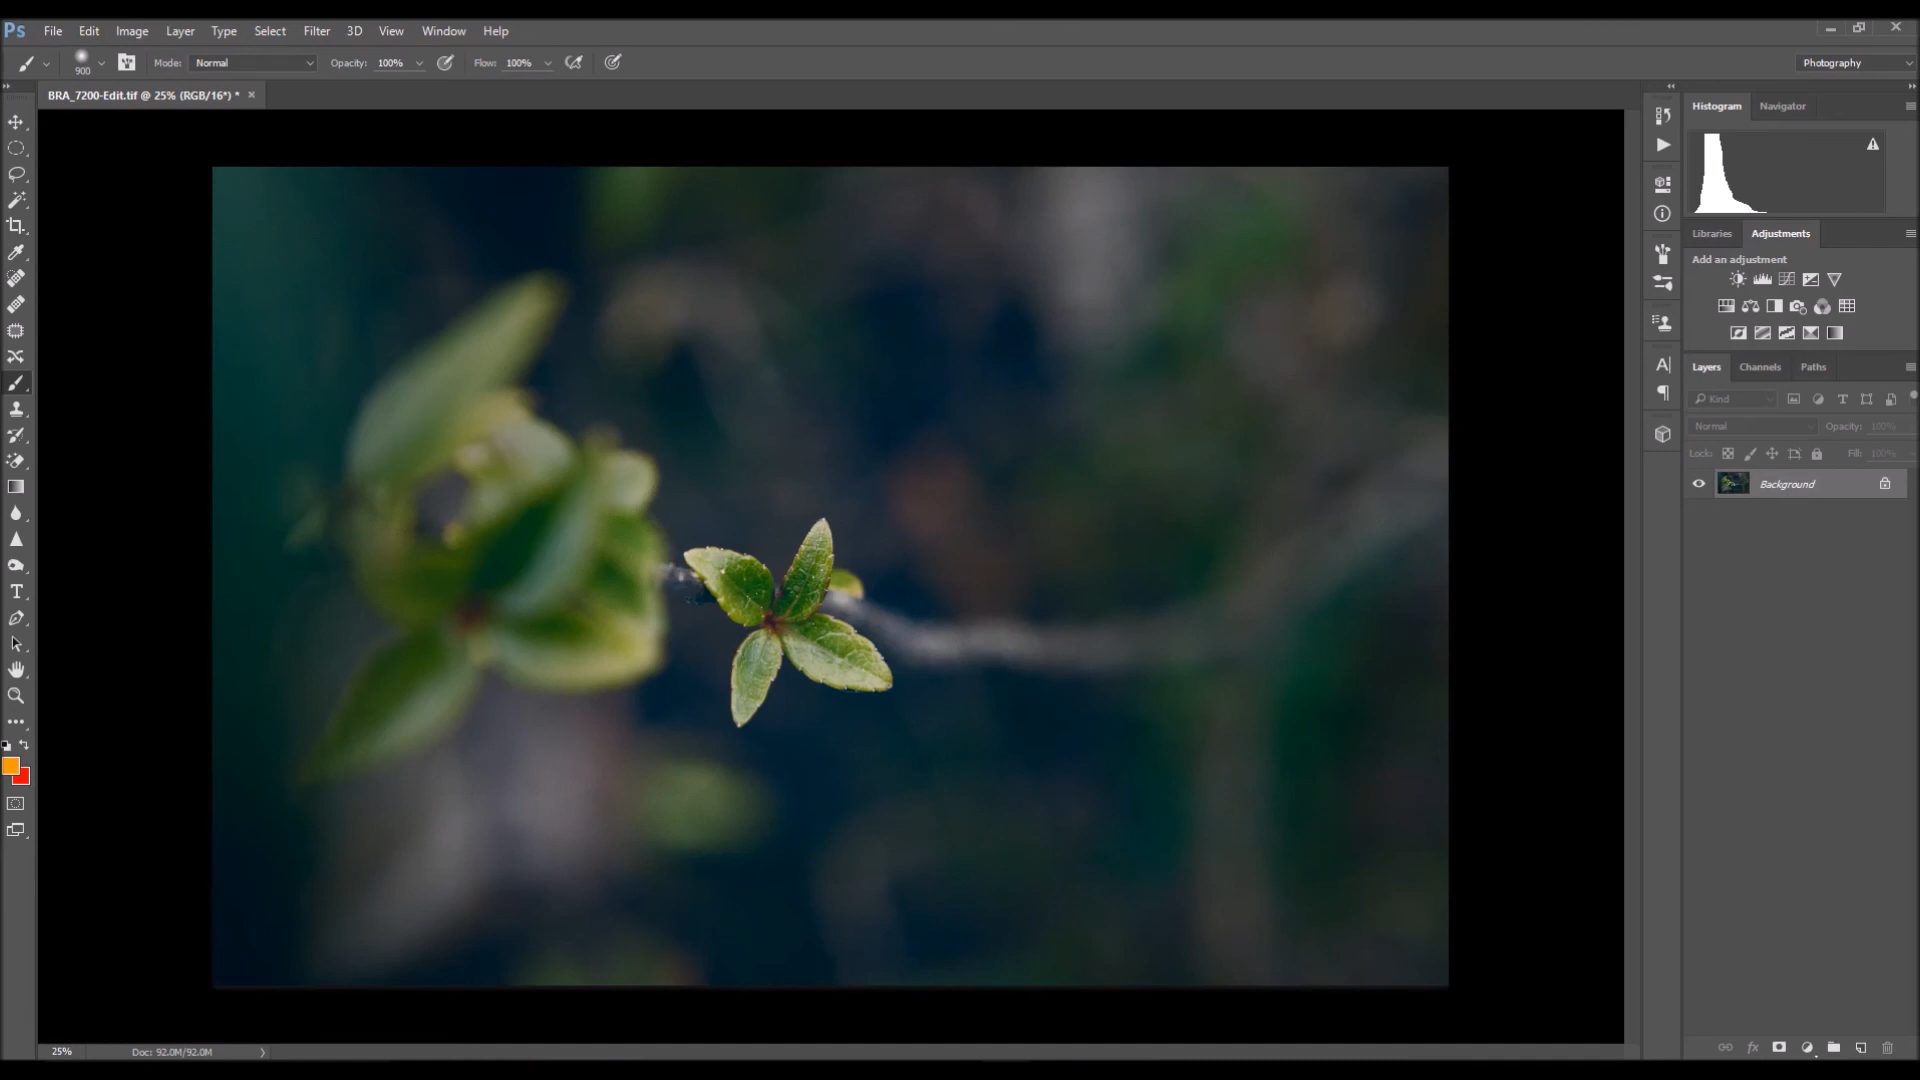 Ps File Edit Image Layer Type Select Filter 3D View Window Help
900 Mode: Normal Opacity: 100% Flow: 100% Photography
BRA_7200-Edit.tif @ 25% (RGB/16*) * ×
Histogram Navigator
Libraries Adjustments
Add an adjustment
Layers Channels Paths
Kind
Normal Opacity: 100%
Lock: Fill: 100%
Background
25% Doc: 92.0M/92.0M